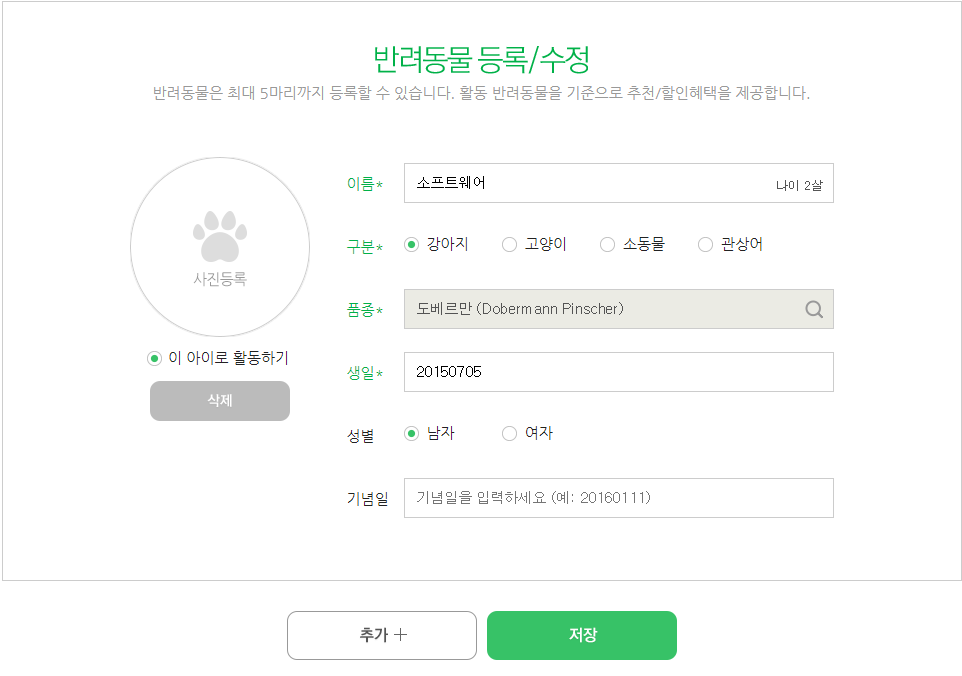 반려동물 등록/수정
반려동물은 최대 5마리까지 등록할 수 있습니다. 활동 반려동물을 기준으로 추천/할인혜택을 제공합니다.
사진등록
이 아이로 활동하기
삭제
이름* 소프트웨어 나이 2살
구분* 강아지 고양이 소동물 관상어
품종* 도베르만 (Dobermann Pinscher)
생일* 20150705
성별 남자 여자
기념일 기념일을 입력하세요 (예: 20160111)
추가 +
저장